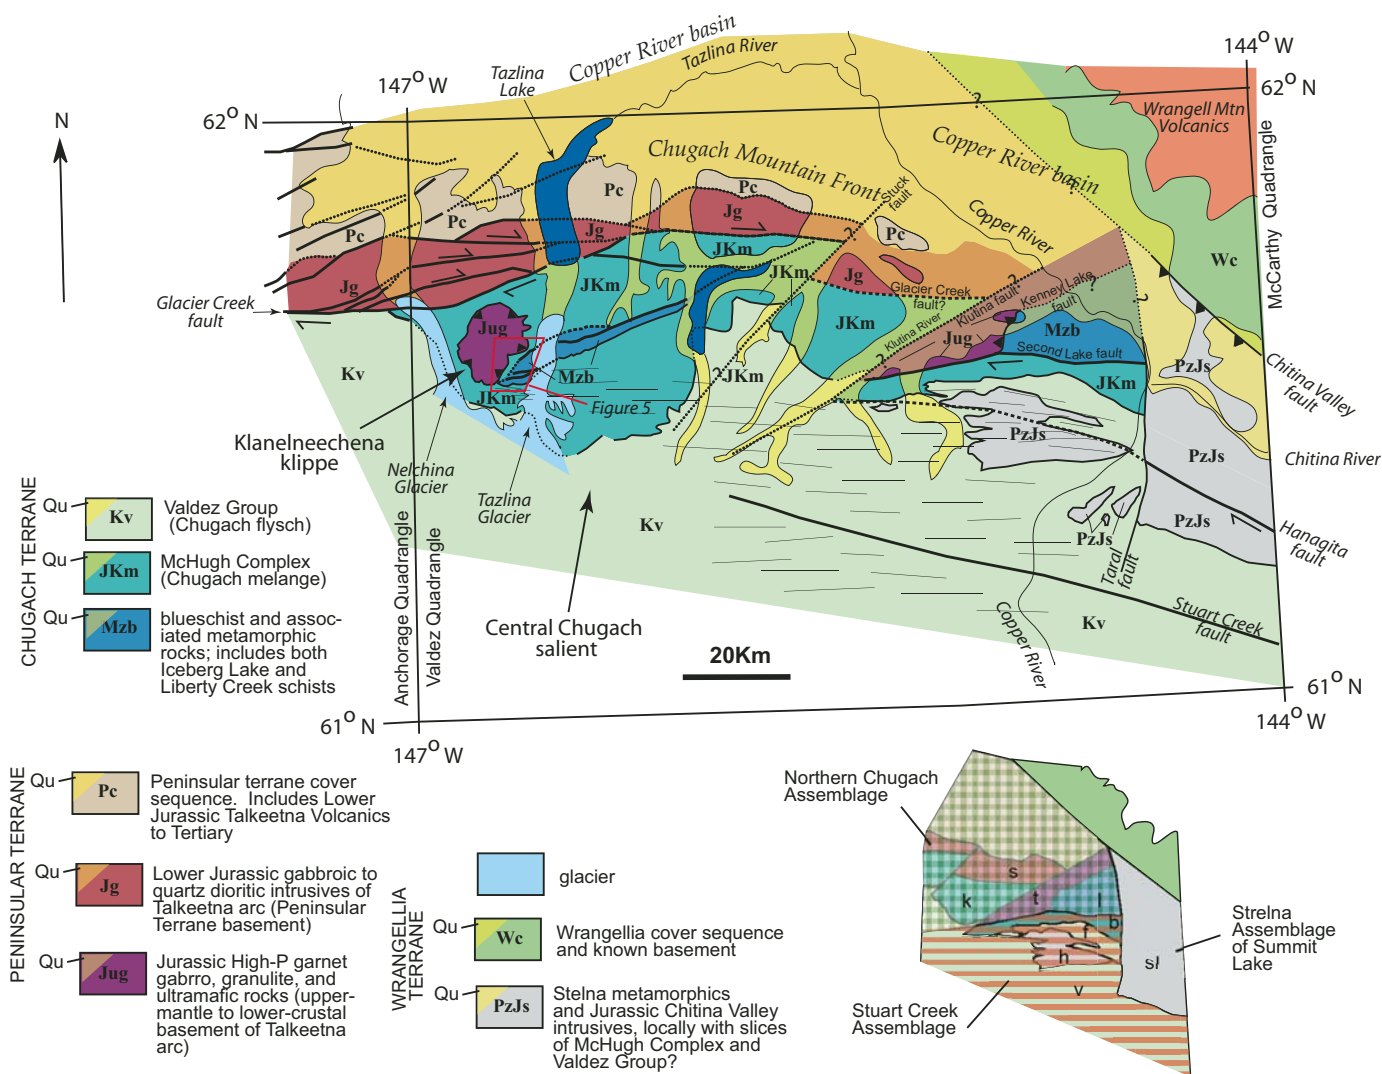 Copper River basin
Tazlina River
144° W
147° W
Tazlina
Lake
62° N
62° N
N
Wrangell Mtn
Volcanics
McCarthy Quadrangle
Copper River basin
Chugach Mountain Front
Stuck
fault
Copper River
?
?
?
?
?
?
?
?
Pc
Pc
Pc
Pc
Pc
Jg
Jg
Jg
Jg
JKm
JKm
JKm
JKm
JKm
JKm
JKm
Wc
Glacier Creek
fault
Glacier Creek
fault?
Klutina River
Klutina fault
Kenney Lake
fault
Jug
Jug
Mzb
Mzb
Second Lake fault
PzJs
PzJs
PzJs
PzJs
PzJs
Kv
Kv
Kv
Figure 5
Klanelneechena
klippe
Nelchina
Glacier
Tazlina
Glacier
Chitina Valley
fault
Chitina River
Hanagita
fault
Taral
fault
Stuart Creek
fault
Copper River
Central Chugach
salient
20Km
Anchorage Quadrangle
Valdez Quadrangle
61° N
61° N
147° W
144° W
CHUGACH TERRANE
Qu
Kv
Valdez Group
(Chugach flysch)
Qu
JKm
McHugh Complex
(Chugach melange)
Qu
Mzb
blueschist and assoc-
iated metamorphic
rocks; includes both
Iceberg Lake and
Liberty Creek schists
PENINSULAR TERRANE
Qu
Pc
Peninsular terrane cover
sequence. Includes Lower
Jurassic Talkeetna Volcanics
to Tertiary
Qu
Jg
Lower Jurassic gabbroic to
quartz dioritic intrusives of
Talkeetna arc (Peninsular
Terrane basement)
Qu
Jug
Jurassic High-P garnet
gabrro, granulite, and
ultramafic rocks (upper-
mantle to lower-crustal
basement of Talkeetna
arc)
glacier
WRANGELLIA
TERRANE
Qu
Wc
Wrangellia cover sequence
and known basement
Qu
PzJs
Stelna metamorphics
and Jurassic Chitina Valley
intrusives, locally with slices
of McHugh Complex and
Valdez Group?
Northern Chugach
Assemblage
s
k
t
l
b
f
h
v
sl
Strelna
Assemblage
of Summit
Lake
Stuart Creek
Assemblage